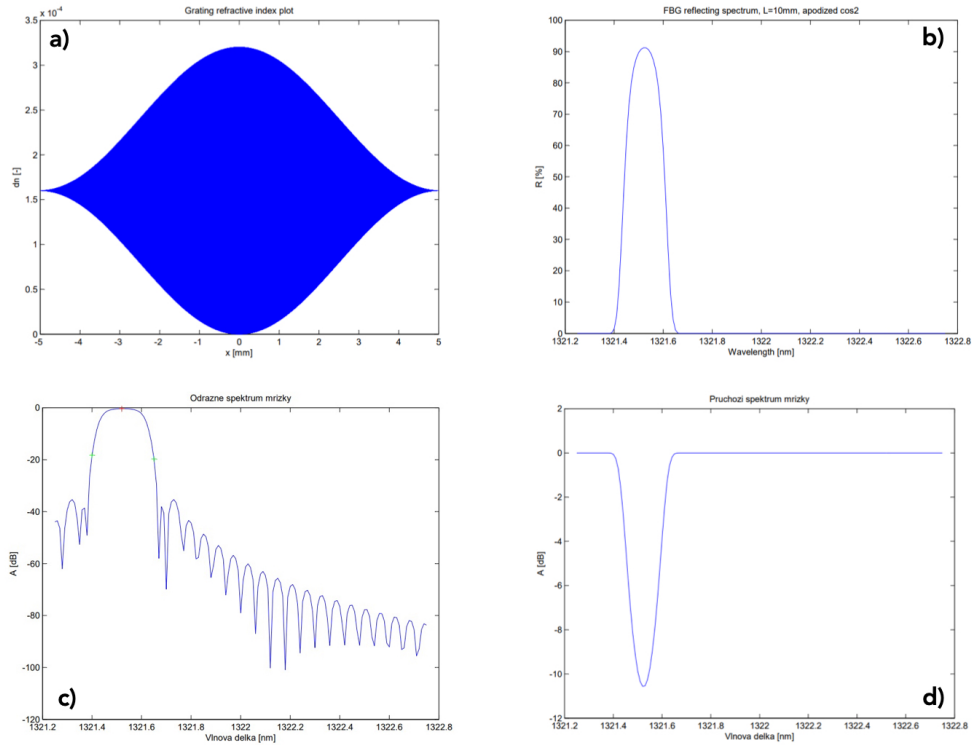 Grating refractive index plot
x 10^-4
a)
3.5
3
2.5
2
1.5
1
0.5
0
dn [-]
-5 -4 -3 -2 -1 0 1 2 3 4 5
x [mm]
FBG reflecting spectrum, L=10mm, apodized cos2
b)
100
90
80
70
60
50
40
30
20
10
0
R [%]
1321.2 1321.4 1321.6 1321.8 1322 1322.2 1322.4 1322.6 1322.8
Wavelength [nm]
Odrazne spektrum mrizky
0
-20
-40
-60
-80
-100
-120
A [dB]
c)
1321.2 1321.4 1321.6 1321.8 1322 1322.2 1322.4 1322.6 1322.8
Vlnova delka [nm]
Pruchozi spektrum mrizky
2
0
-2
-4
-6
-8
-10
-12
A [dB]
d)
1321.2 1321.4 1321.6 1321.8 1322 1322.2 1322.4 1322.6 1322.8
Vlnova delka [nm]